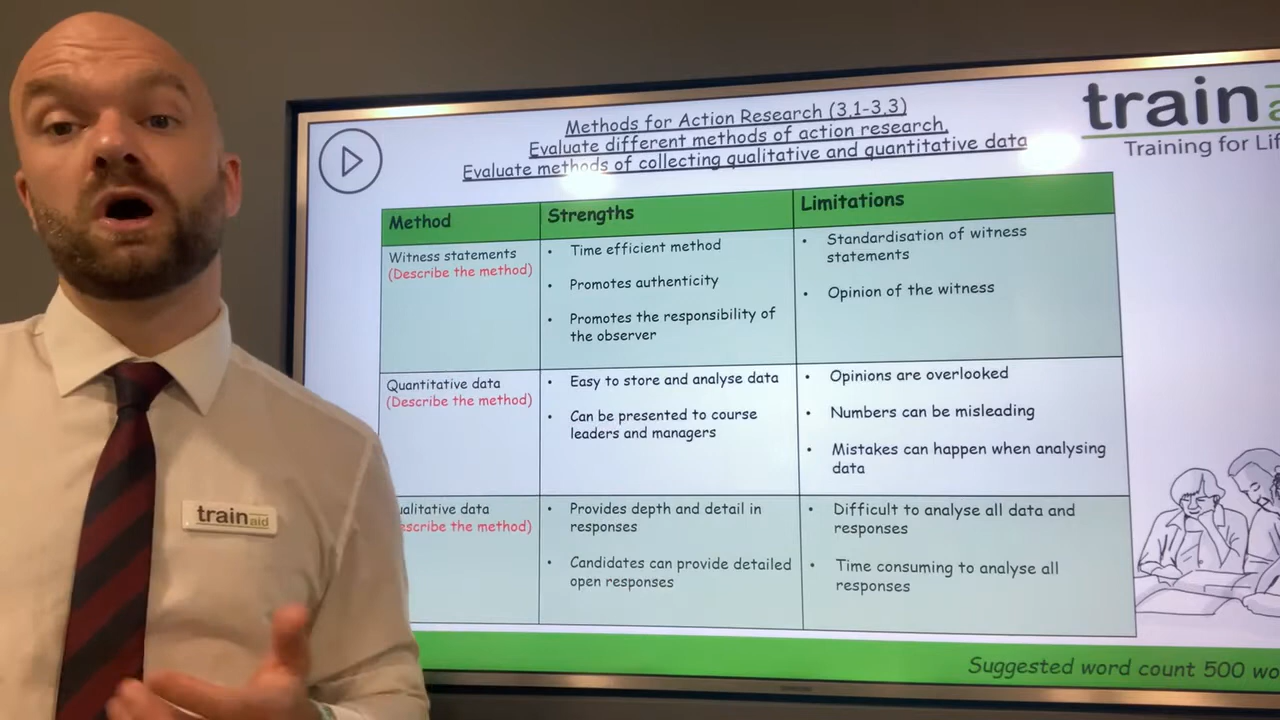 Methods for Action Research (3.1-3.3)
Evaluate different methods of action research.
Evaluate methods of collecting qualitative and quantitative data
train
Training for
Method
Strengths
Limitations
Witness statements
(Describe the method)
• Time efficient method
• Promotes authenticity
• Promotes the responsibility of
the observer
• Standardisation of witness
statements
• Opinion of the witness
Quantitative data
(Describe the method)
• Easy to store and analyse data
• Can be presented to course
leaders and managers
• Opinions are overlooked
• Numbers can be misleading
• Mistakes can happen when analysing
data
data
the method)
• Provides depth and detail in
responses
• Candidates can provide detailed
open responses
• Difficult to analyse all data and
responses
• Time consuming to analyse all
responses
Suggested word count 500
trainaid